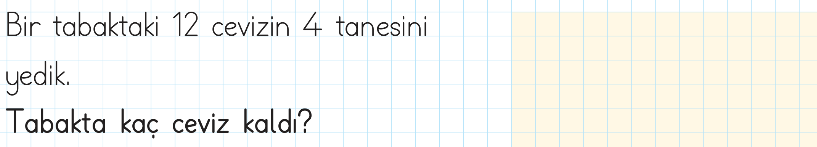 Bir tabaktaki 12 cevizin 4 tanesini
yedik.
Tabakta kaç ceviz kaldı?